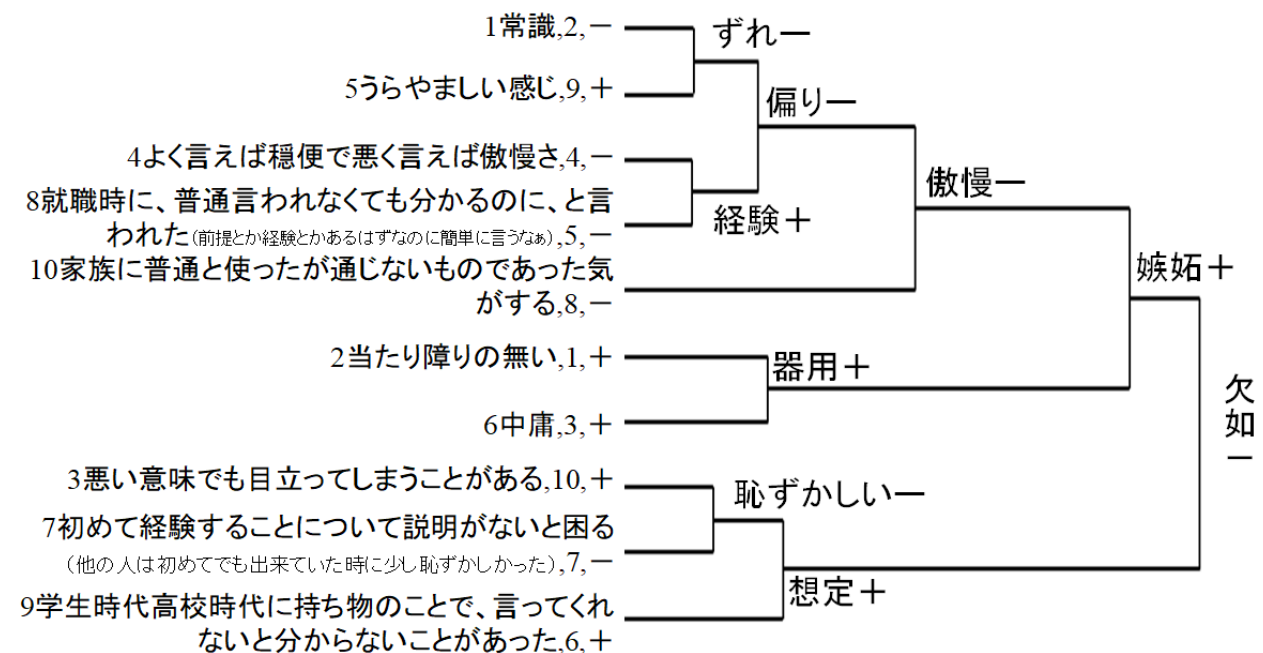 1常識,2,－
ずれー
5うらやましい感じ,9,＋
偏りー
4よく言えば穏便で悪く言えば傲慢さ,4,－
傲慢ー
8就職時に、普通言われなくても分かるのに、と言
われた(前提とか経験とかあるはずなのに簡単に言うなぁ),5,－
経験＋
10家族に普通と使ったが通じないものであった気
がする,8,－
嫉妬＋
2当たり障りの無い,1,＋
器用＋
6中庸,3,＋
欠如ー
3悪い意味でも目立ってしまうことがある,10,＋
恥ずかしいー
7初めて経験することについて説明がないと困る
（他の人は初めてでも出来ていた時に少し恥ずかしかった）,7,－
想定＋
9学生時代高校時代に持ち物のことで、言ってくれ
ないと分からないことがあった,6,＋